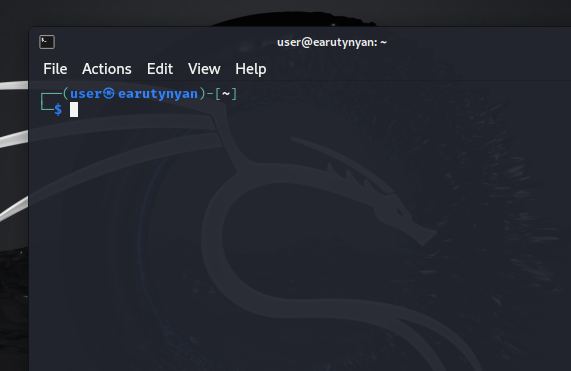 user@earutynyan: ~
File Actions Edit View Help
┌──(user㉿earutynyan)-[~]
└─$